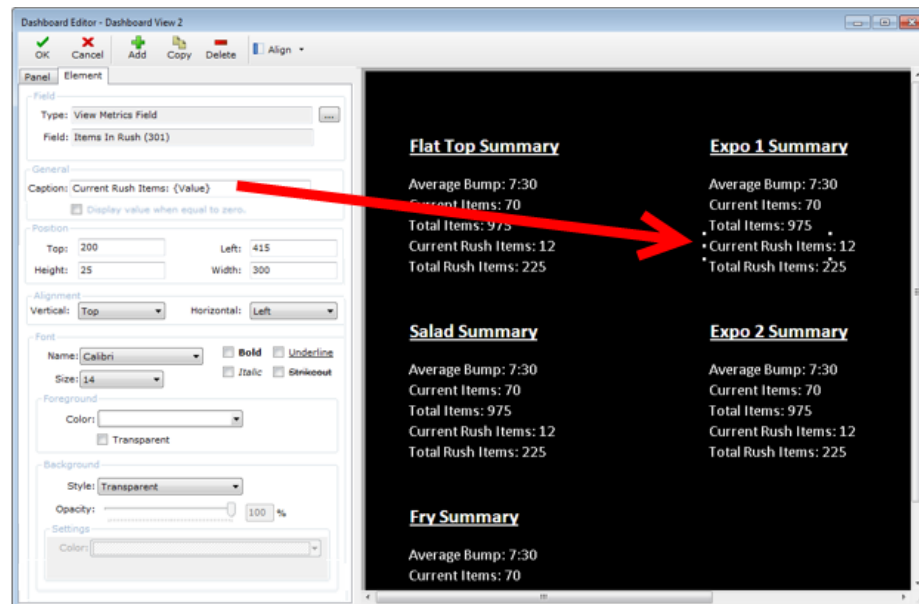 Dashboard Editor - Dashboard View 2
OK Cancel Add Copy Delete Align
Panel Element
Field
Type: View Metrics Field ...
Field: Items In Rush (301)
General
Caption: Current Rush Items: {Value}
Display value when equal to zero.
Position
Top: 200 Left: 415
Height: 25 Width: 300
Alignment
Vertical: Top Horizontal: Left
Font
Name: Calibri Bold Underline
Size: 14 Italic Strikeout
Foreground
Color:
Transparent
Background
Style: Transparent
Opacity: 100 %
Settings
Color:
Flat Top Summary
Average Bump: 7:30
Current Items: 70
Total Items: 975
Current Rush Items: 12
Total Rush Items: 225
Expo 1 Summary
Average Bump: 7:30
Current Items: 70
Total Items: 975
Current Rush Items: 12
Total Rush Items: 225
Salad Summary
Average Bump: 7:30
Current Items: 70
Total Items: 975
Current Rush Items: 12
Total Rush Items: 225
Expo 2 Summary
Average Bump: 7:30
Current Items: 70
Total Items: 975
Current Rush Items: 12
Total Rush Items: 225
Fry Summary
Average Bump: 7:30
Current Items: 70